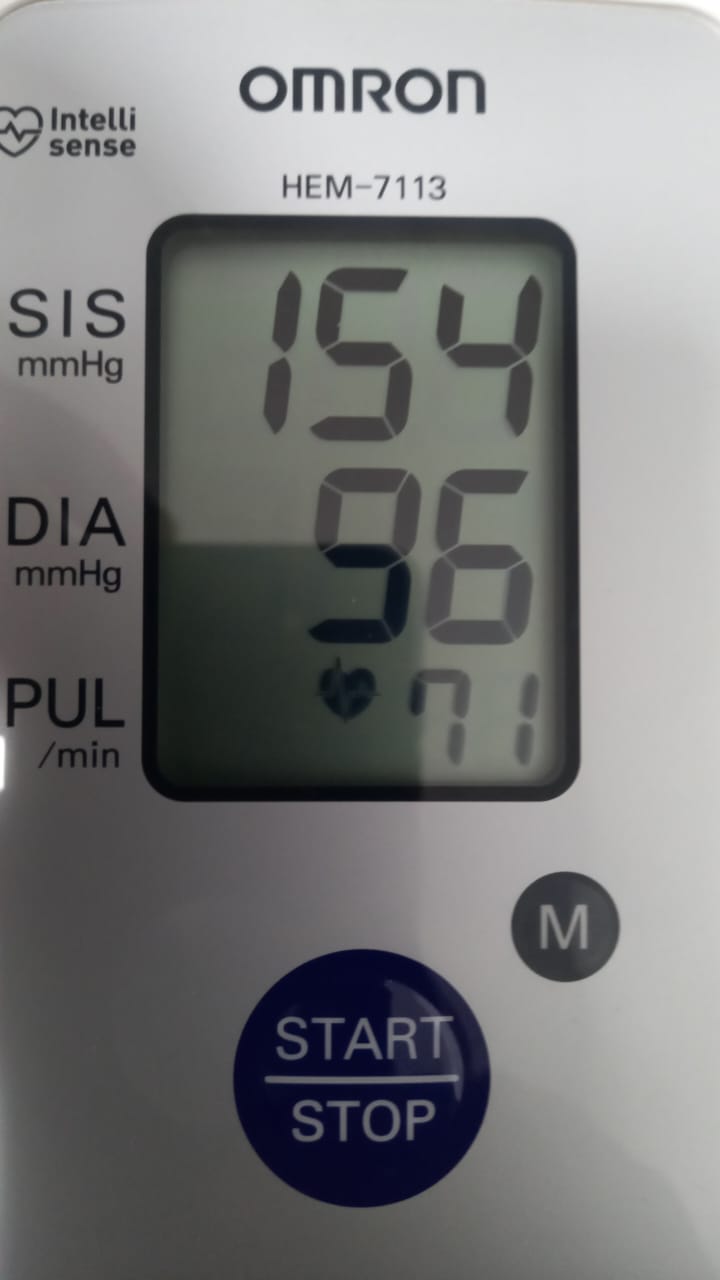 OMRON
Intelli
sense
HEM-7113
SIS 154
mmHg
DIA 96
mmHg
PUL 71
/min
M
START
STOP